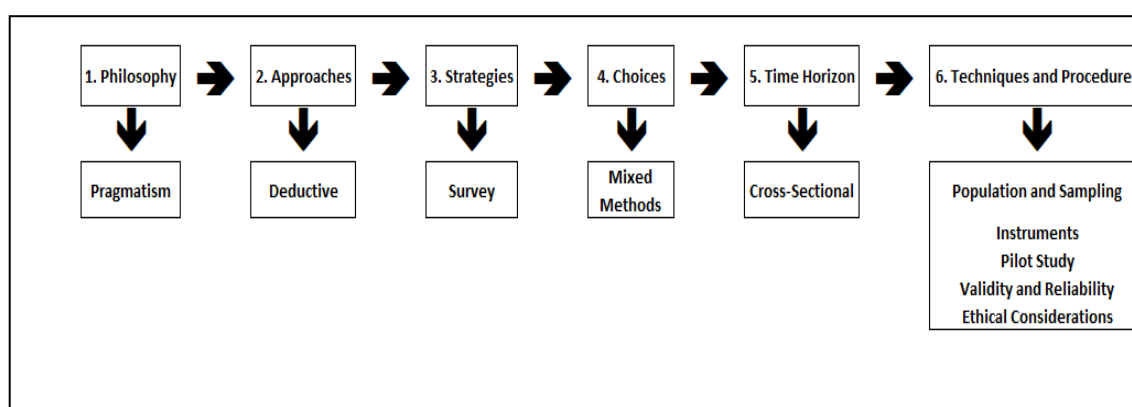 1. Philosophy
2. Approaches
3. Strategies
4. Choices
5. Time Horizon
6. Techniques and Procedure
Pragmatism
Deductive
Survey
Mixed
Methods
Cross-Sectional
Population and Sampling
Instruments
Pilot Study
Validity and Reliability
Ethical Considerations